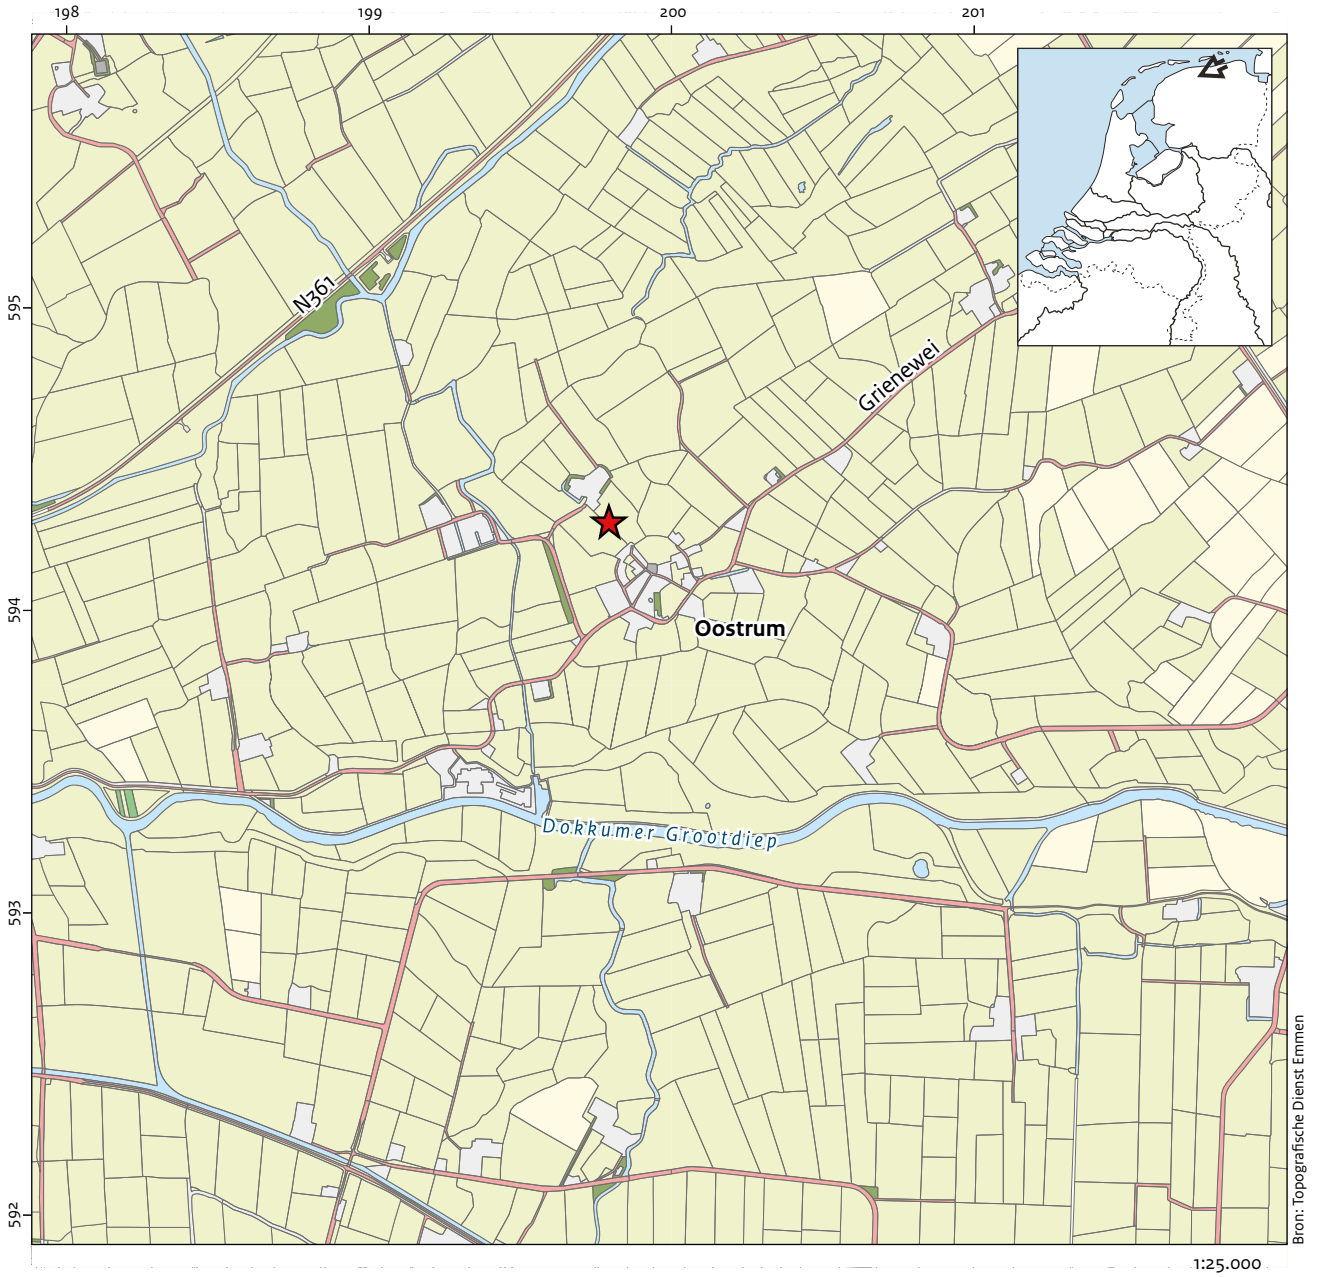 198 199 200 201
N361
595
Grienewei
594
Oostrum
Dokkumer Grootdiep
593
592
Bron: Topografische Dienst Emmen
1:25.000